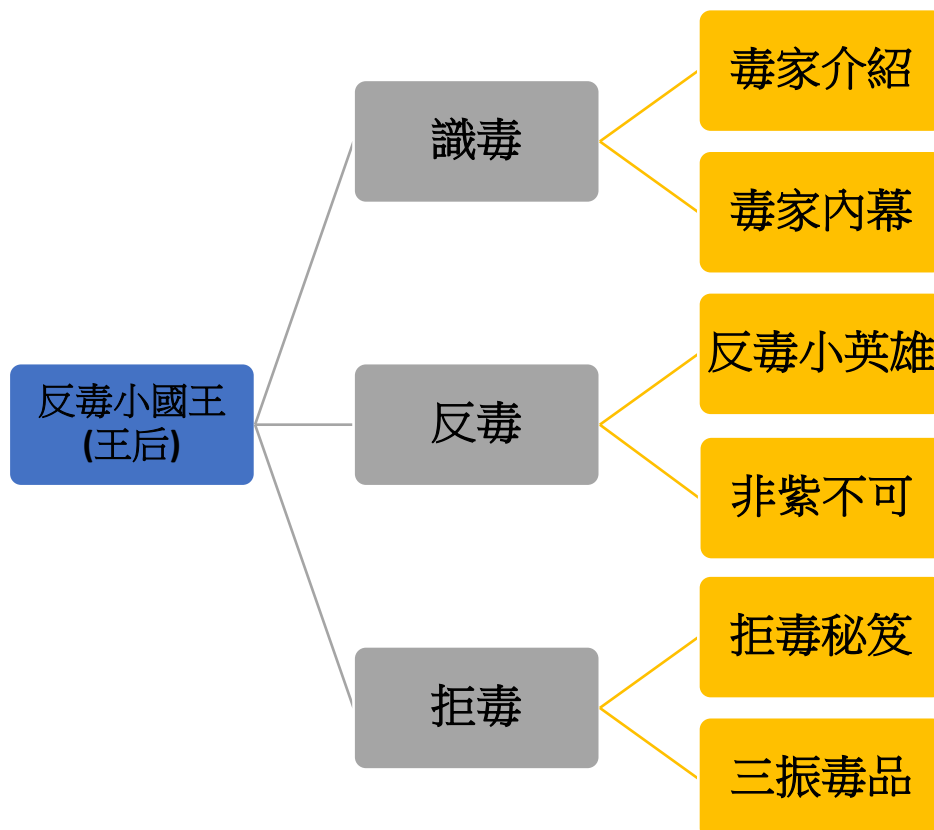 反毒小國王
(王后)
識毒
毒家介紹
毒家內幕
反毒
反毒小英雄
非紫不可
拒毒
拒毒秘笈
三振毒品